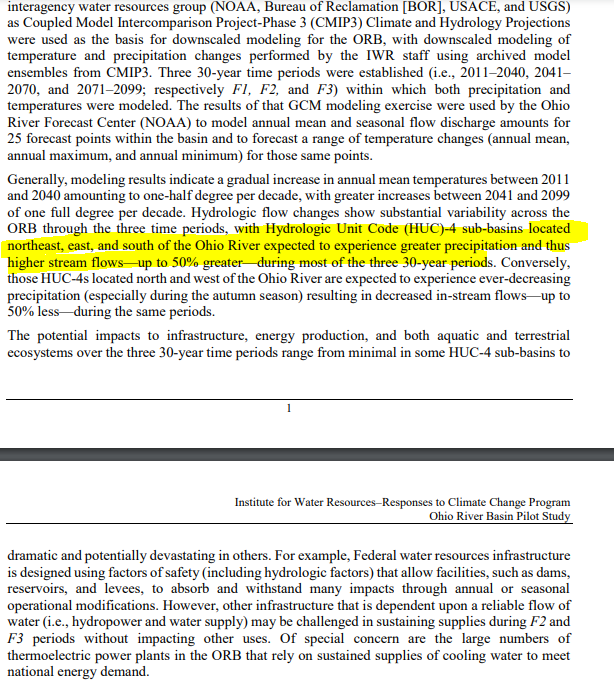 interagency water resources group (NOAA, Bureau of Reclamation [BOR], USACE, and USGS)
as Coupled Model Intercomparison Project-Phase 3 (CMIP3) Climate and Hydrology Projections
were used as the basis for downscaled modeling for the ORB, with downscaled modeling of
temperature and precipitation changes performed by the IWR staff using archived model
ensembles from CMIP3. Three 30-year time periods were established (i.e., 2011–2040, 2041–
2070, and 2071–2099; respectively F1, F2, and F3) within which both precipitation and
temperatures were modeled. The results of that GCM modeling exercise were used by the Ohio
River Forecast Center (NOAA) to model annual mean and seasonal flow discharge amounts for
25 forecast points within the basin and to forecast a range of temperature changes (annual mean,
annual maximum, and annual minimum) for those same points.
Generally, modeling results indicate a gradual increase in annual mean temperatures between 2011
and 2040 amounting to one-half degree per decade, with greater increases between 2041 and 2099
of one full degree per decade. Hydrologic flow changes show substantial variability across the
ORB through the three time periods, with Hydrologic Unit Code (HUC)-4 sub-basins located
northeast, east, and south of the Ohio River expected to experience greater precipitation and thus
higher stream flows—up to 50% greater—during most of the three 30-year periods. Conversely,
those HUC-4s located north and west of the Ohio River are expected to experience ever-decreasing
precipitation (especially during the autumn season) resulting in decreased in-stream flows—up to
50% less—during the same periods.
The potential impacts to infrastructure, energy production, and both aquatic and terrestrial
ecosystems over the three 30-year time periods range from minimal in some HUC-4 sub-basins to
1
Institute for Water Resources–Responses to Climate Change Program
Ohio River Basin Pilot Study
dramatic and potentially devastating in others. For example, Federal water resources infrastructure
is designed using factors of safety (including hydrologic factors) that allow facilities, such as dams,
reservoirs, and levees, to absorb and withstand many impacts through annual or seasonal
operational modifications. However, other infrastructure that is dependent upon a reliable flow of
water (i.e., hydropower and water supply) may be challenged in sustaining supplies during F2 and
F3 periods without impacting other uses. Of special concern are the large numbers of
thermoelectric power plants in the ORB that rely on sustained supplies of cooling water to meet
national energy demand.